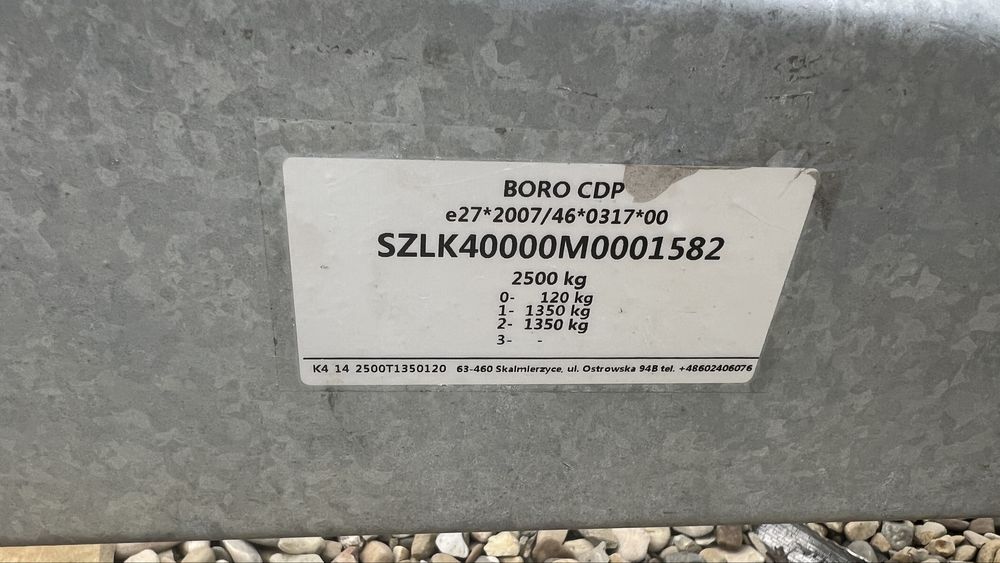 BORO CDP
e27*2007/46*0317*00
SZLK40000M0001582
2500 kg
0- 120 kg
1- 1350 kg
2- 1350 kg
3- -
K4 14 2500T1350120 63-460 Skalmierzyce, ul. Ostrowska 94B tel. +48602406076